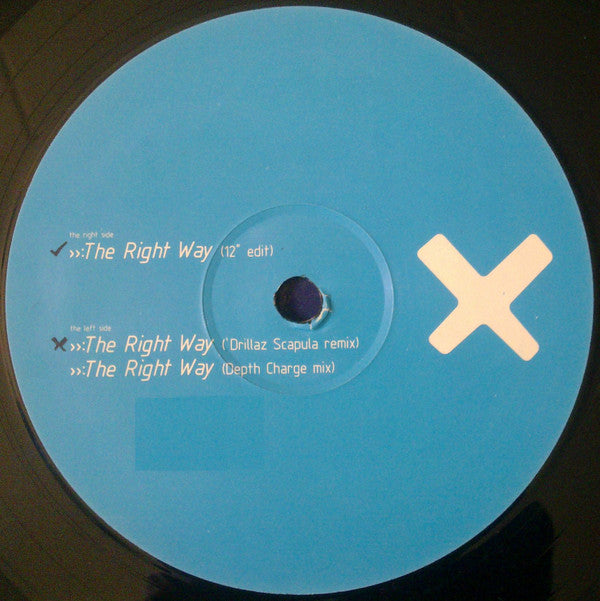 the right side
✓ ››:The Right Way (12" edit)
the left side
✗ ››:The Right Way ('Drillaz Scapula remix)
››:The Right Way (Depth Charge mix)